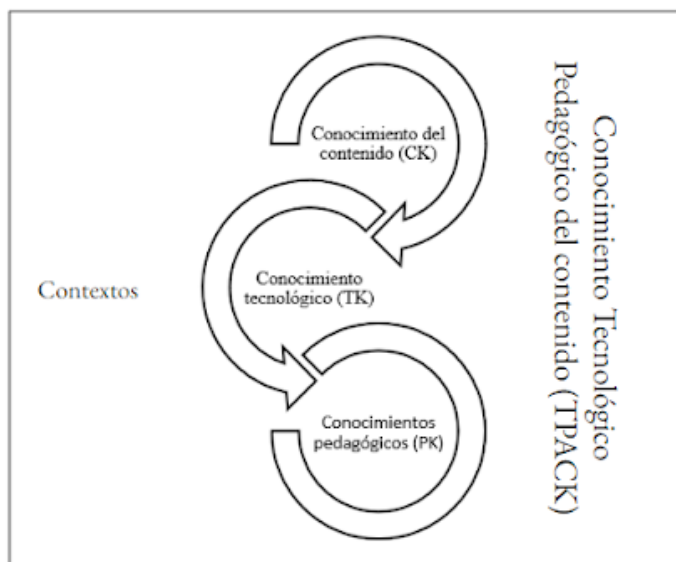 Conocimiento del
contenido (CK)
Contextos
Conocimiento
tecnológico (TK)
Conocimientos
pedagógicos (PK)
Conocimiento Tecnológico
Pedagógico del contenido (TPACK)